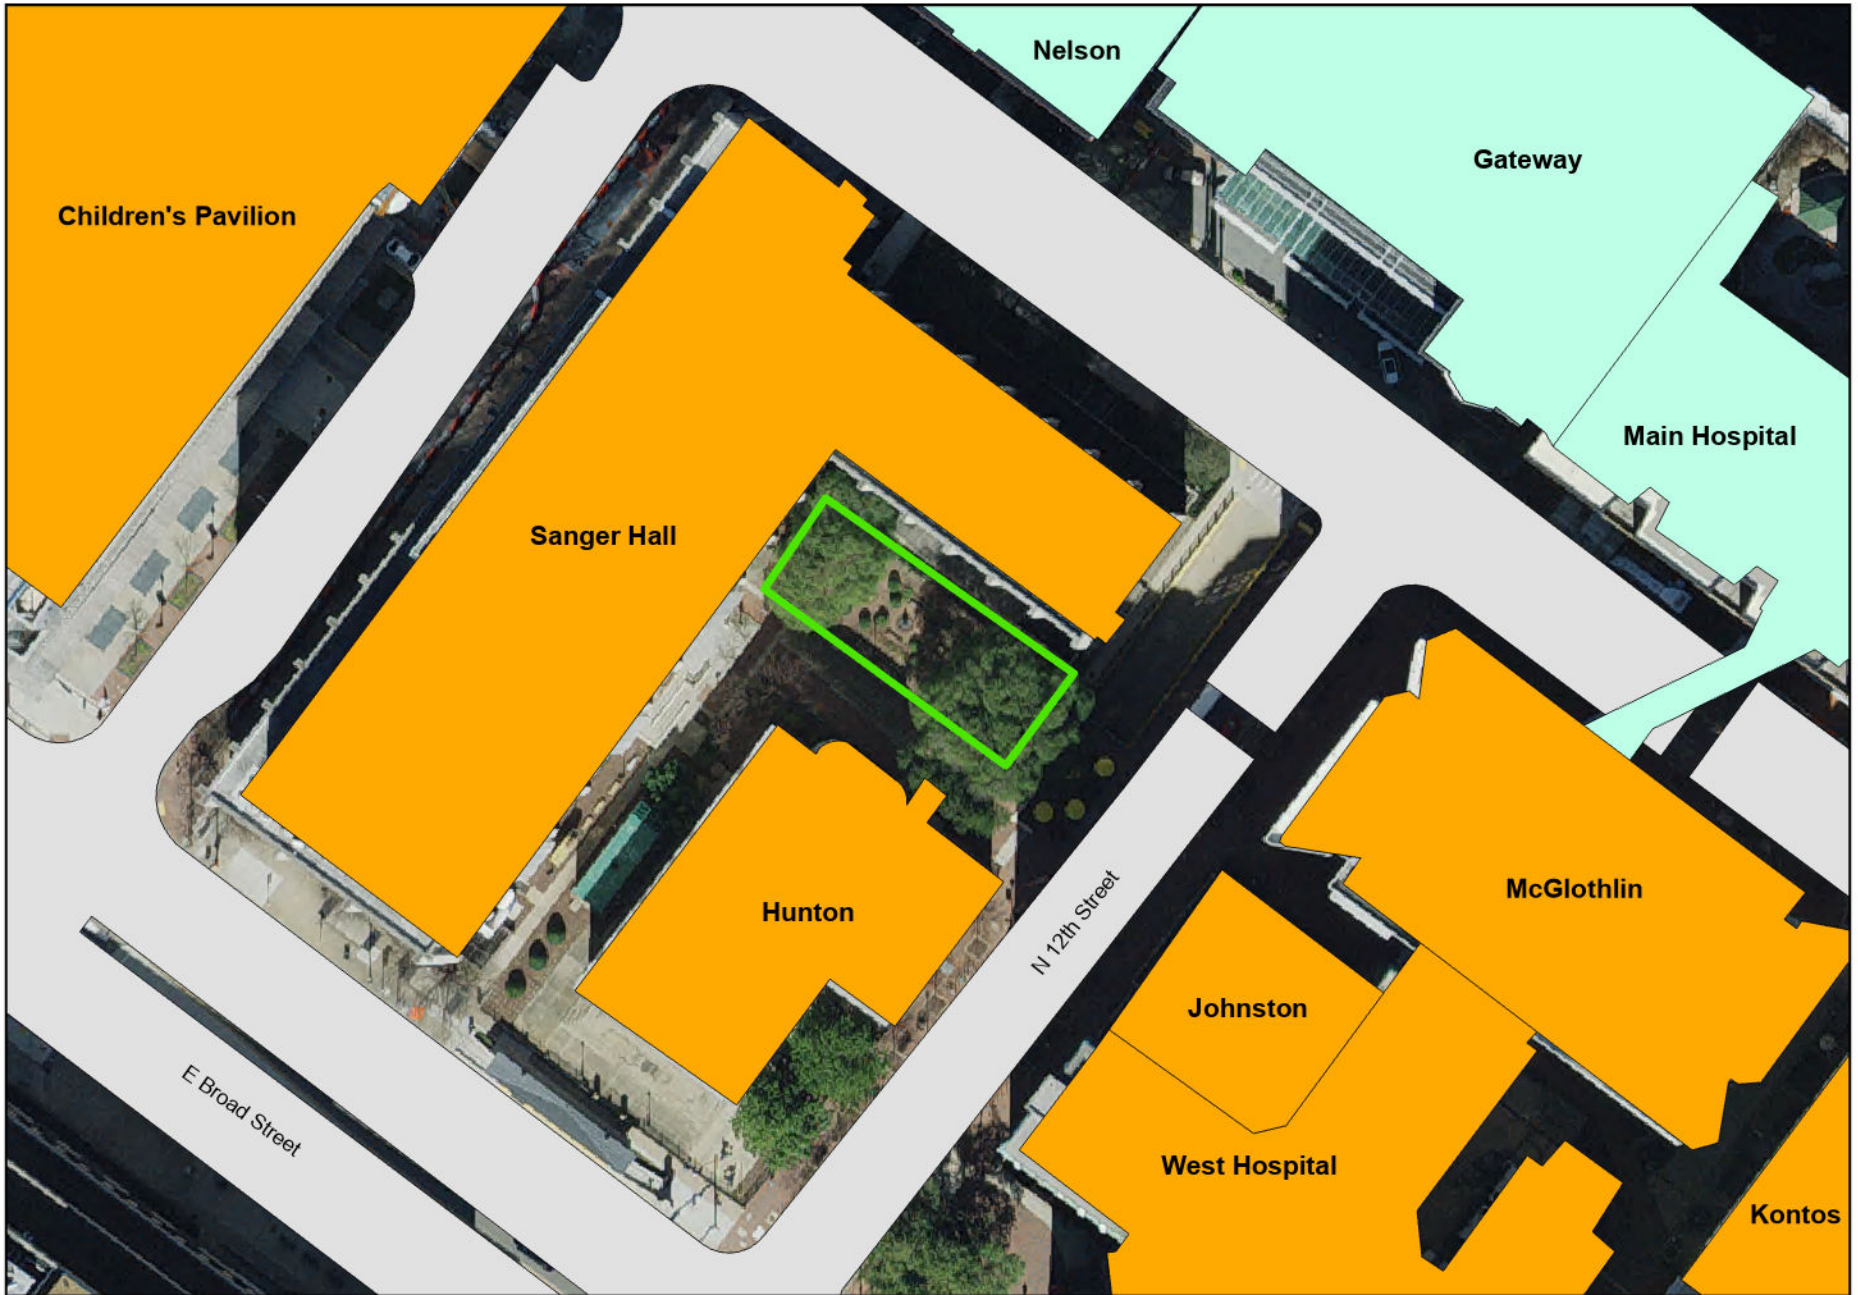 Nelson
Gateway
Children's Pavilion
Main Hospital
Sanger Hall
McGlothlin
Hunton
N 12th Street
Johnston
E Broad Street
West Hospital
Kontos